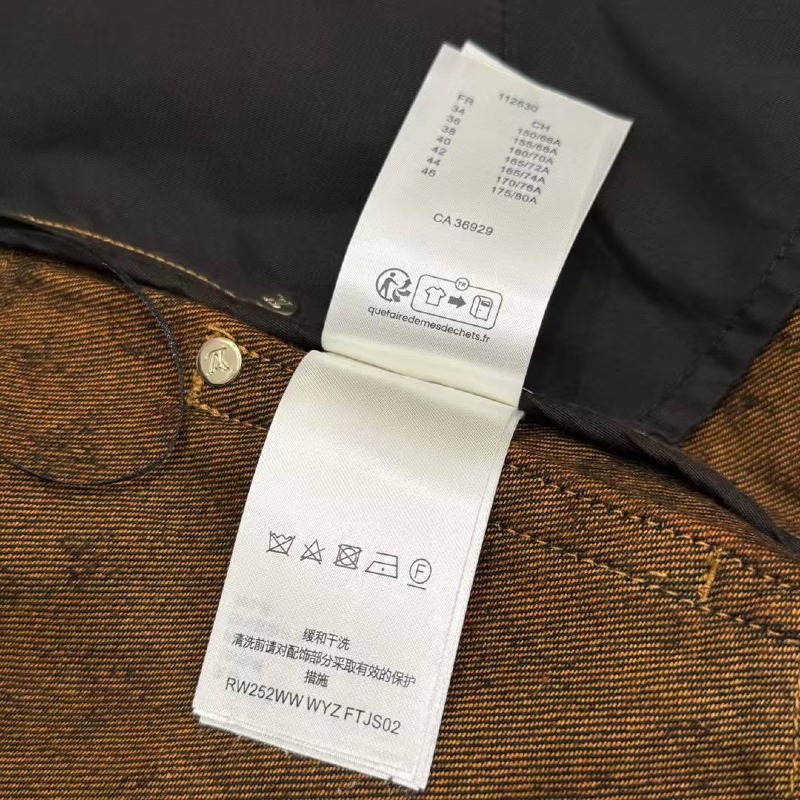 FR 112630
34 CH
36 150/66A
38 155/68A
40 160/70A
42 165/72A
44 165/74A
46 170/76A
175/80A
CA 36929
FR
quefairedemesdechets.fr
F
缓和干洗
清洗前请对配饰部分采取有效的保护
措施
RW252WW WYZ FTJS02